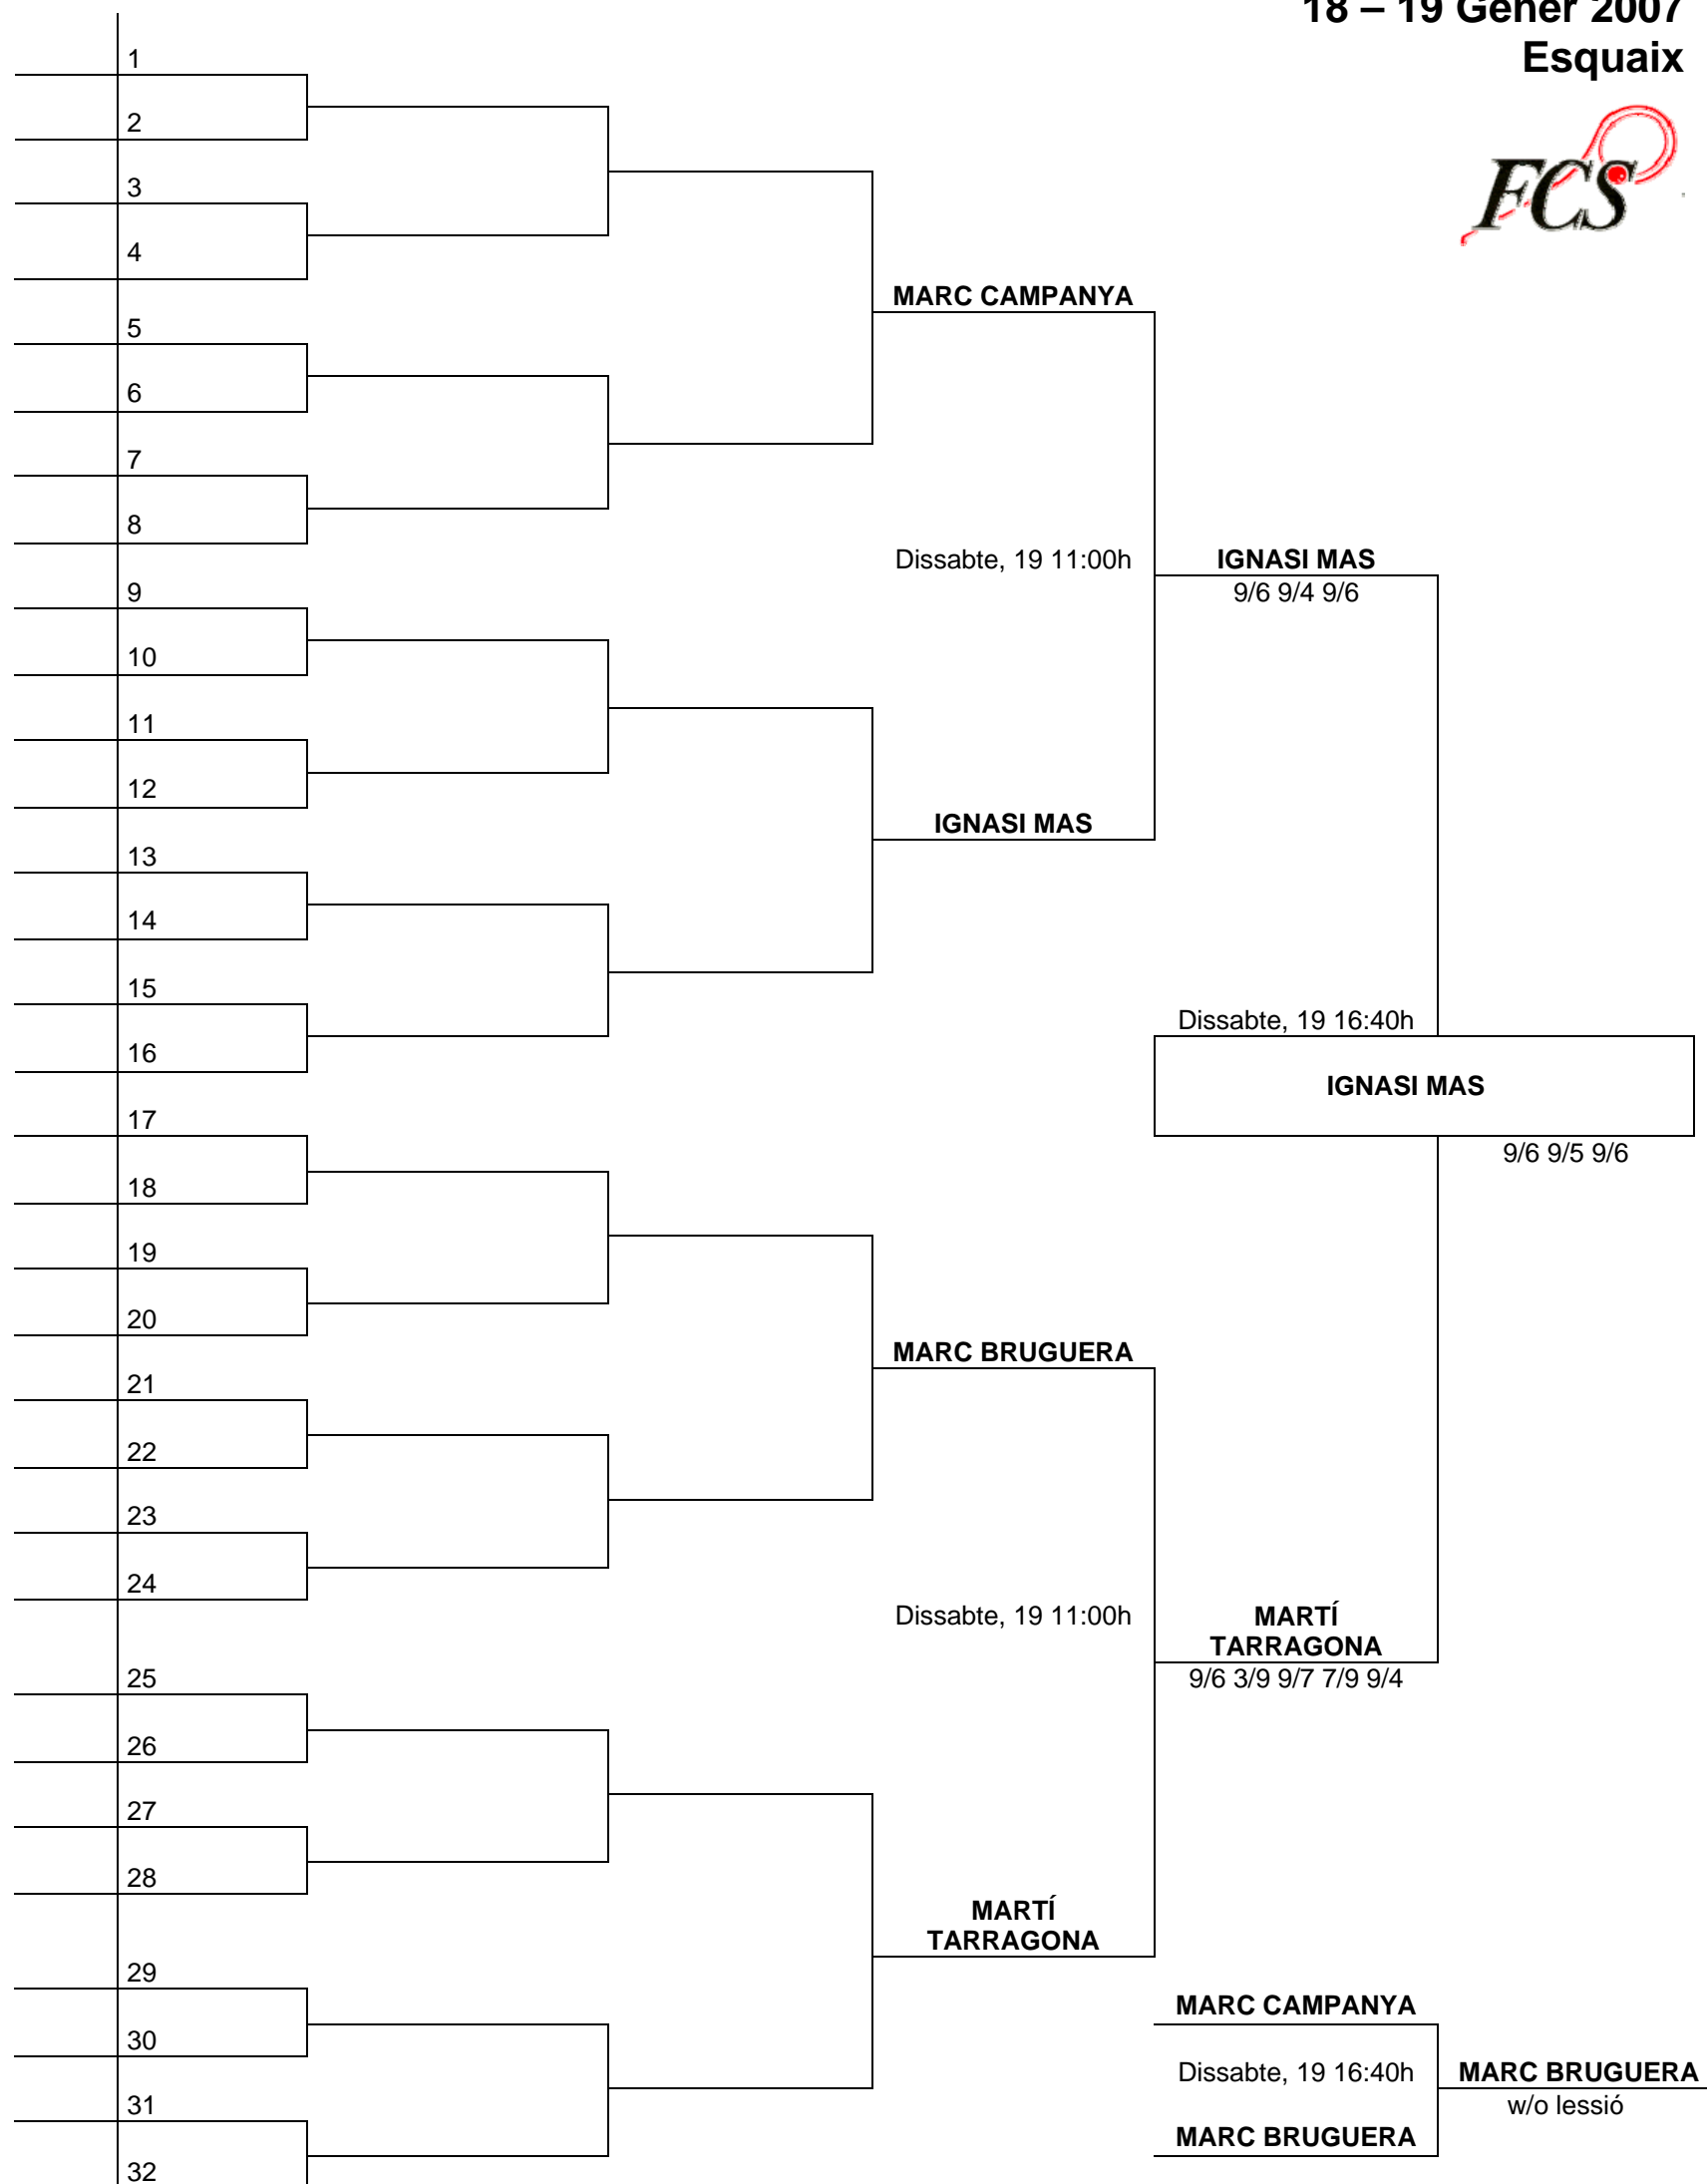 18 – 19 Gener 2007
Esquaix
FCS
1
2
3
4
MARC CAMPANYA
5
6
7
8
Dissabte, 19 11:00h
IGNASI MAS
9/6 9/4 9/6
9
10
11
12
IGNASI MAS
13
14
15
Dissabte, 19 16:40h
16
IGNASI MAS
17
9/6 9/5 9/6
18
19
20
MARC BRUGUERA
21
22
23
24
Dissabte, 19 11:00h
MARTÍ
TARRAGONA
25
9/6 3/9 9/7 7/9 9/4
26
27
28
MARTÍ
TARRAGONA
29
MARC CAMPANYA
30
Dissabte, 19 16:40h
MARC BRUGUERA
31
w/o lessió
MARC BRUGUERA
32